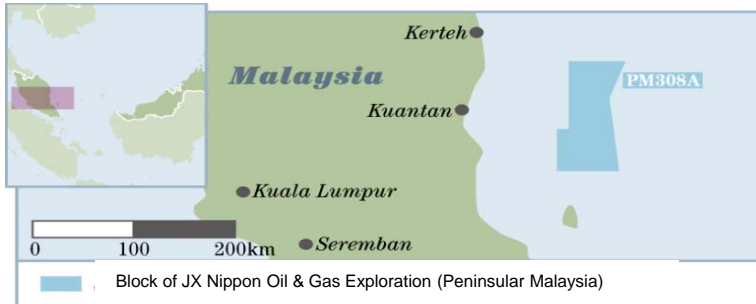 Kerteh
Malaysia
PM308A
Kuantan
Kuala Lumpur
Seremban
0 100 200km
Block of JX Nippon Oil & Gas Exploration (Peninsular Malaysia)